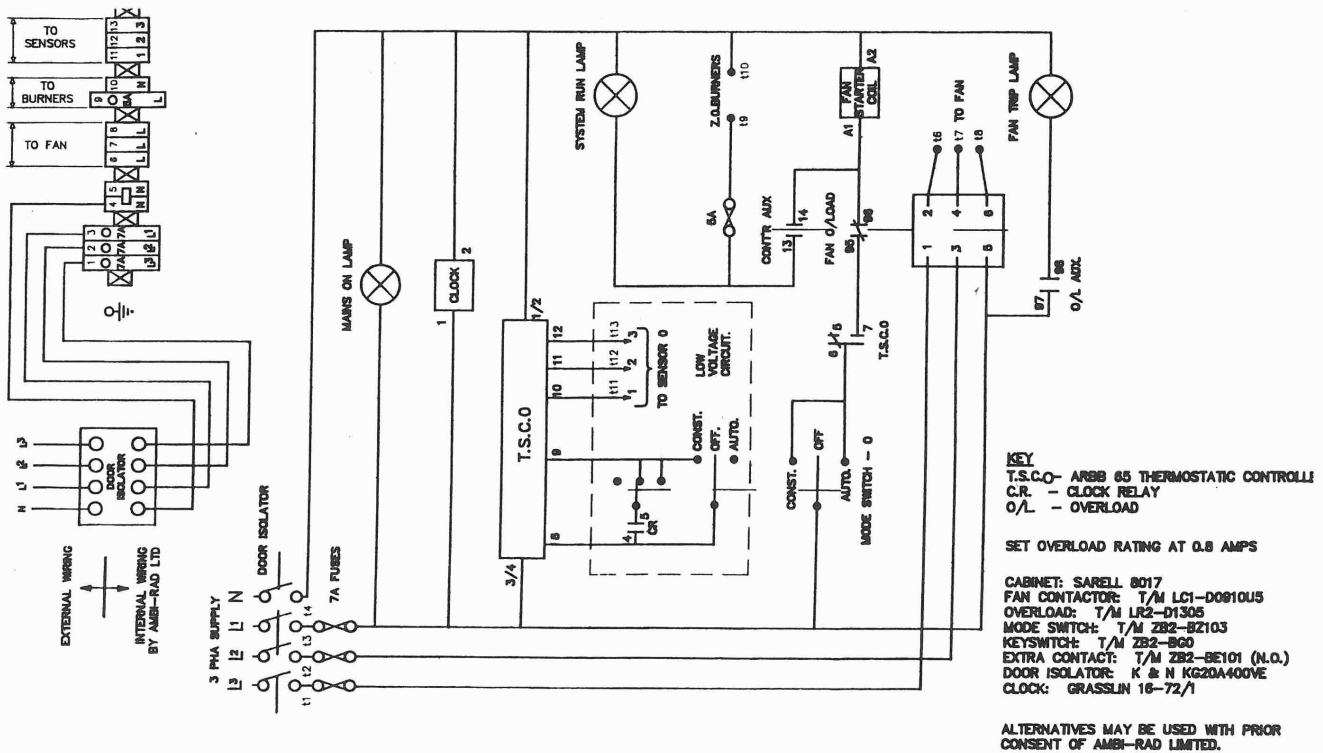 TO
SENSORS
13
12
11
3
2
1
TO
BURNERS
10
N
9
5A
L
TO FAN
8
7
6
L
L
L
5
4
N
N
3
2
1
7A
7A
7A
L1
L2
L3
L3
L2
L1
N
DOOR
ISOLATOR
EXTERNAL WIRING
INTERNAL WIRING
BY AMBI-RAD LTD
3 PHA SUPPLY
N
L1
L2
L3
DOOR ISOLATOR
t4
t3
t2
t1
7A FUSES
MAINS ON LAMP
CLOCK
1
2
T.S.C.O
1/2
3/4
12
11
10
9
8
t13
t12
t11
3
2
1
TO SENSOR 0
LOW
VOLTAGE
CIRCUIT.
CONST.
OFF.
AUTO.
4
5
CR
SYSTEM RUN LAMP
Z.O.BURNERS
t10
t9
5A
CONT'R AUX
13
14
FAN
STARTER
COIL
A1
A2
FAN O/LOAD
95
96
6
5
7
T.S.C.O
CONST.
OFF
AUTO.
MODE SWITCH - 0
t6
t7 TO FAN
t8
2
4
6
1
3
5
FAN TRIP LAMP
97
98
O/L AUX.
KEY
T.S.C.O- ARBB 65 THERMOSTATIC CONTROLLE
C.R. - CLOCK RELAY
O/L - OVERLOAD
SET OVERLOAD RATING AT 0.8 AMPS
CABINET: SARELL 8017
FAN CONTACTOR: T/M LC1-D0910U5
OVERLOAD: T/M LR2-D1305
MODE SWITCH: T/M ZB2-BZ103
KEYSWITCH: T/M ZB2-BG0
EXTRA CONTACT: T/M ZB2-BE101 (N.O.)
DOOR ISOLATOR: K & N KG20A400VE
CLOCK: GRASSLIN 16-72/1
ALTERNATIVES MAY BE USED WITH PRIOR
CONSENT OF AMBI-RAD LIMITED.